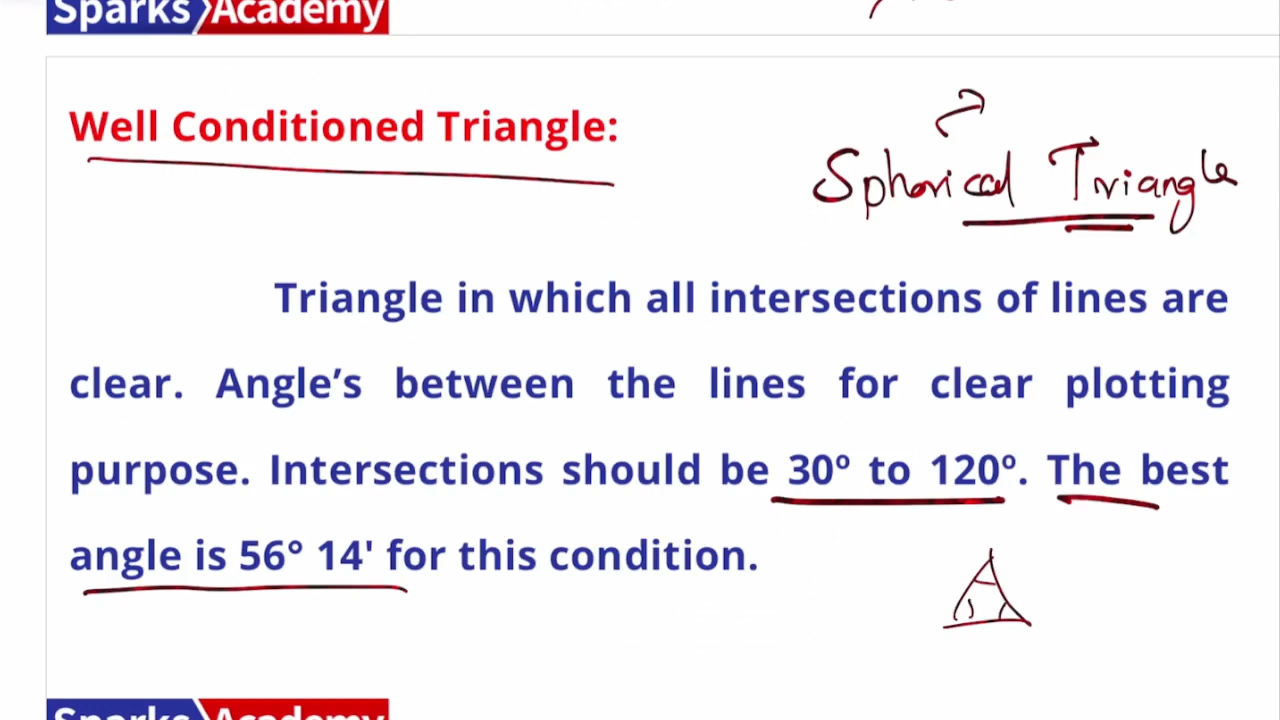 Sparks Academy
Well Conditioned Triangle:
Spherical Triangle
Triangle in which all intersections of lines are
clear. Angle’s between the lines for clear plotting
purpose. Intersections should be 30º to 120º. The best
angle is 56° 14' for this condition.
Sparks Academy